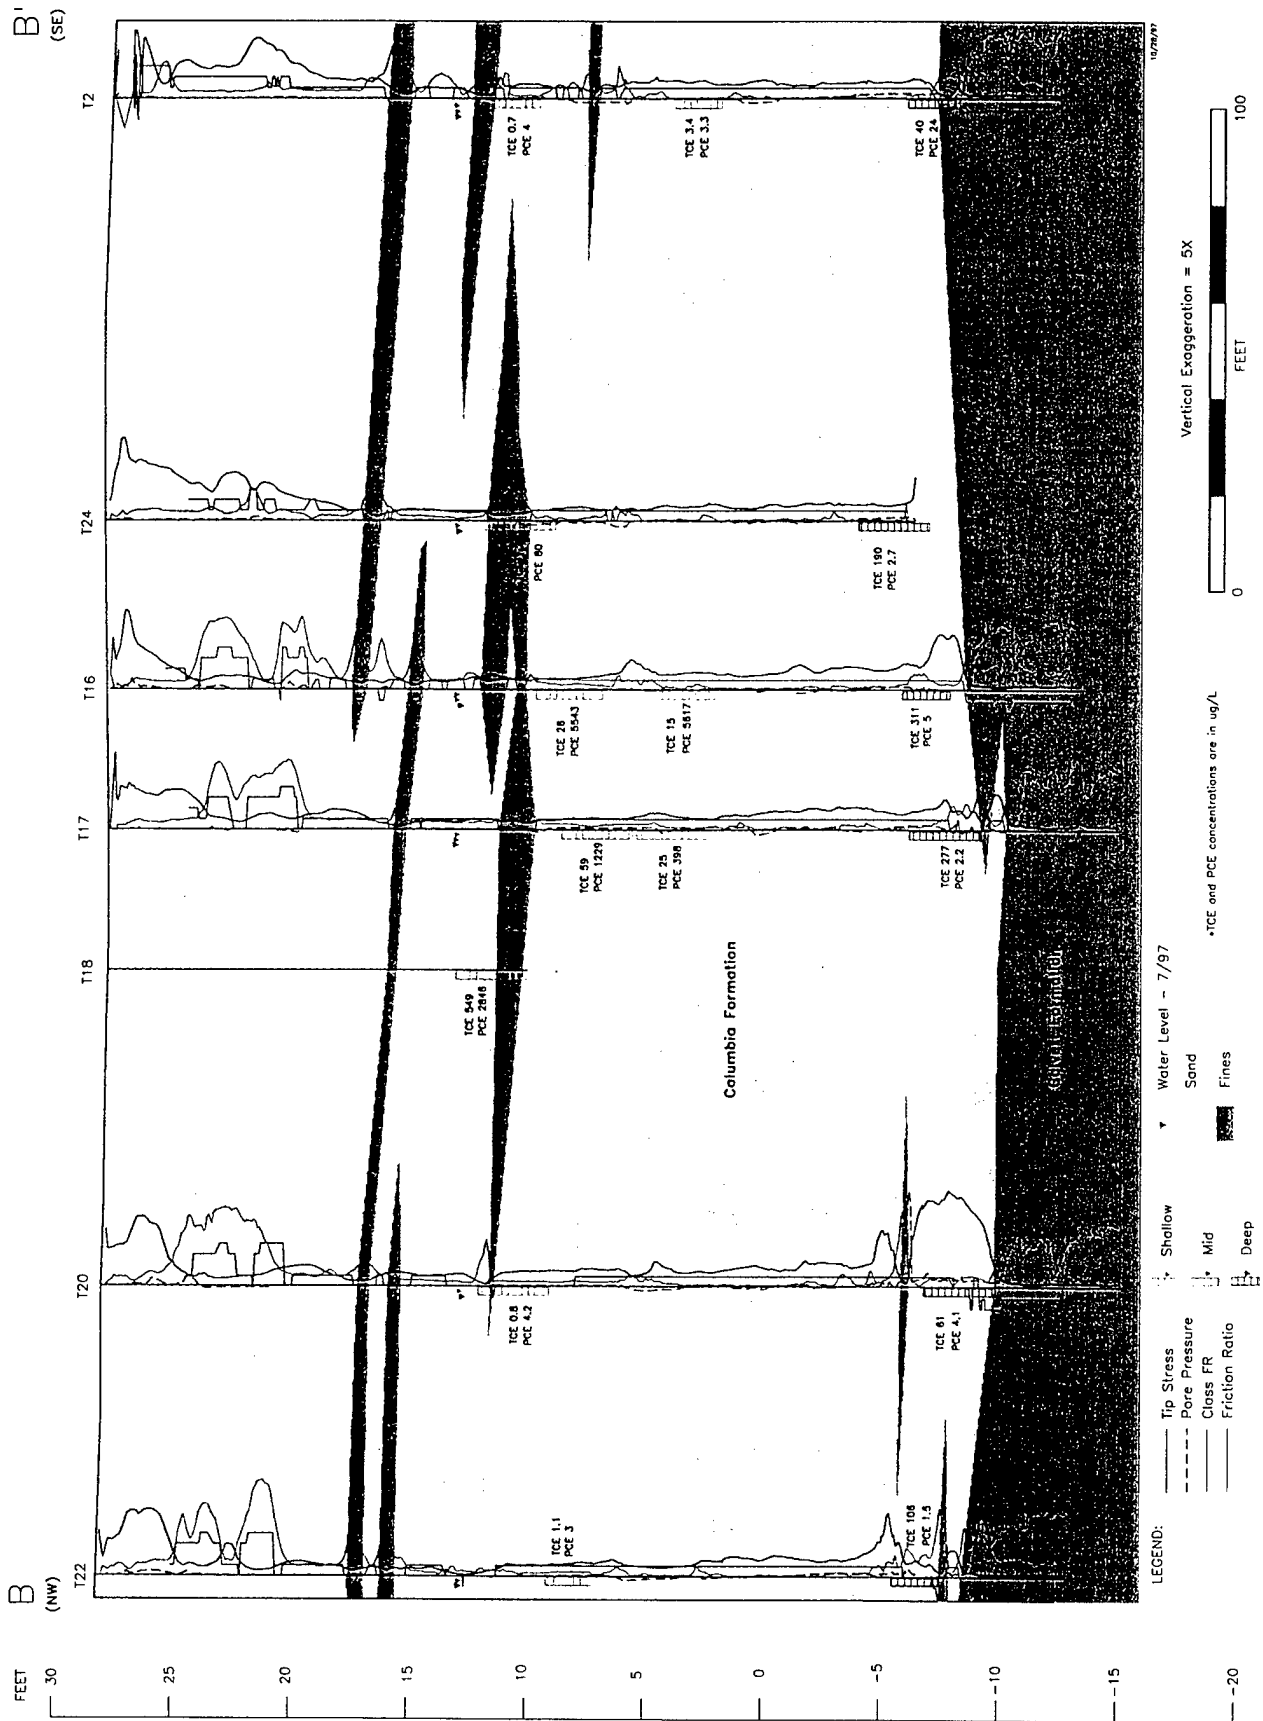 B
(NW)
B'
(SE)
T22
T20
T18
T17
T16
T24
T2
FEET
30
25
20
15
10
5
0
-5
-10
-15
-20
TCE 1.1
PCE 3
TCE 106
PCE 1.5
TCE 0.8
PCE 4.2
TCE 61
PCE 4.1
TCE 549
PCE 2846
TCE 59
PCE 1229
TCE 25
PCE 398
TCE 277
PCE 2.2
TCE 28
PCE 5543
TCE 15
PCE 5617
TCE 311
PCE 5
PCE 80
TCE 190
PCE 2.7
TCE 0.7
PCE 4
TCE 3.4
PCE 3.3
TCE 40
PCE 24
Columbia Formation
Formation
LEGEND:
Tip Stress
Pore Pressure
Class FR
Friction Ratio
Shallow
Mid
Deep
Water Level - 7/97
Sand
Fines
*TCE and PCE concentrations are in ug/L
Vertical Exaggeration = 5X
0
100
FEET
10/28/97